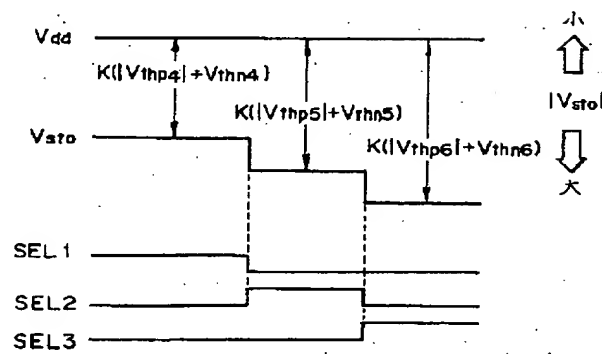 Vdd
K(|Vthp4|+Vthn4)
K(|Vthp5|+Vthn5)
K(|Vthp6|+Vthn6)
小
|Vsto|
大
Vsto
SEL1
SEL2
SEL3